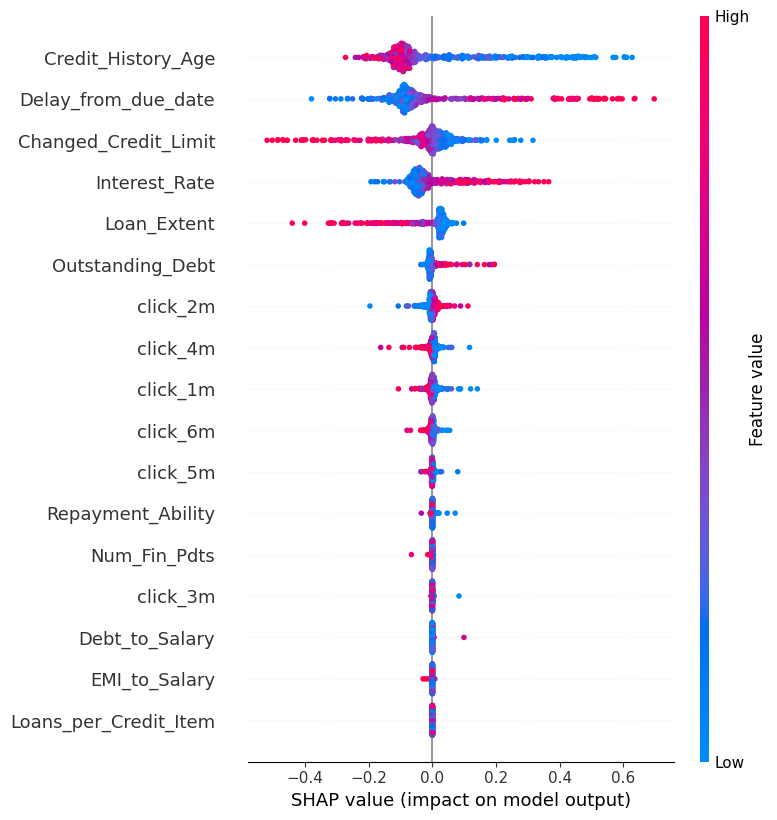 High
Credit_History_Age
Delay_from_due_date
Changed_Credit_Limit
Interest_Rate
Loan_Extent
Outstanding_Debt
click_2m
click_4m
click_1m
click_6m
click_5m
Repayment_Ability
Num_Fin_Pdts
click_3m
Debt_to_Salary
EMI_to_Salary
Loans_per_Credit_Item
Feature value
Low
−0.4 −0.2 0.0 0.2 0.4 0.6
SHAP value (impact on model output)